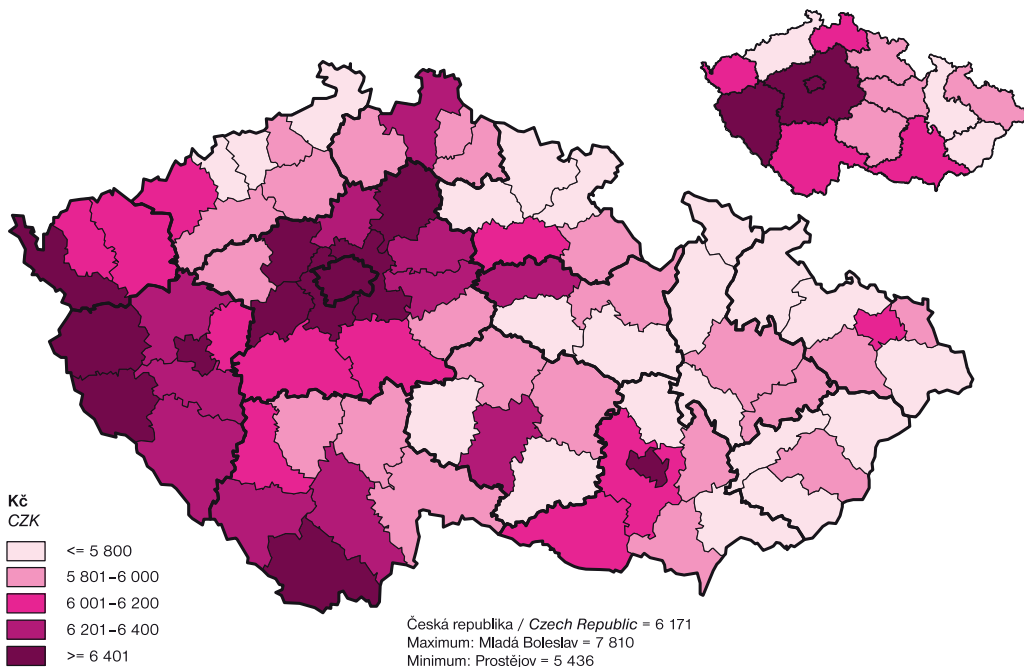 Kč
CZK
<= 5 800
5 801–6 000
6 001–6 200
6 201–6 400
>= 6 401
Česká republika / Czech Republic = 6 171
Maximum: Mladá Boleslav = 7 810
Minimum: Prostějov = 5 436